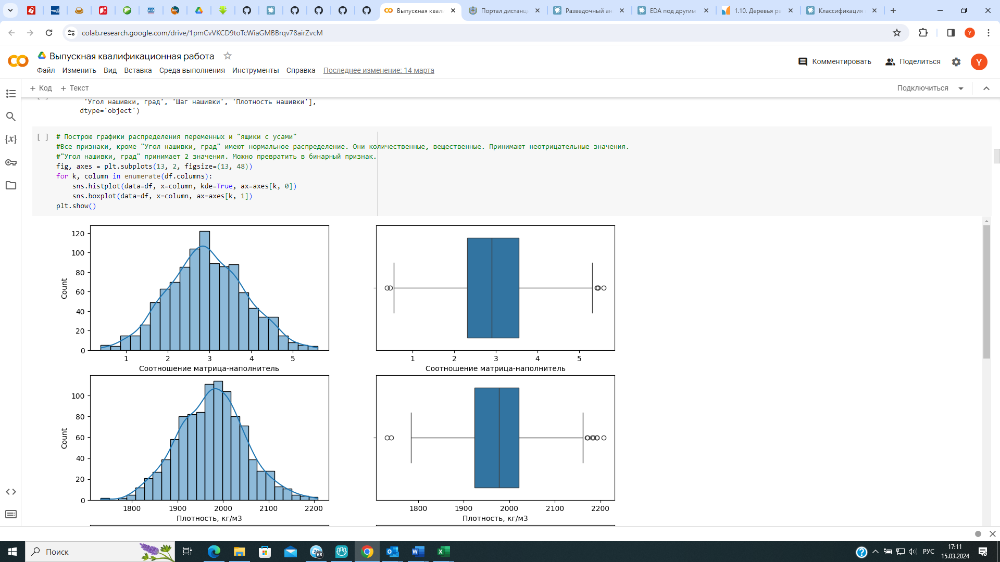 Выпускная квали
Портал дистанци
Разведочный ан
EDA под другим
1.10. Деревья ре
Классификация
colab.research.google.com/drive/1pmCvVKCD9toTcWiaGMBBrqv78airZvcM
Y
CO Выпускная квалификационная работа
Файл Изменить Вид Вставка Среда выполнения Инструменты Справка Последнее изменение: 14 марта
Комментировать Поделиться Y
+ Код + Текст Подключиться
'Угол нашивки, град', 'Шаг нашивки', 'Плотность нашивки'],
dtype='object')
[ ] # Построю графики распределения переменных и "ящики с усами"
#Все признаки, кроме "Угол нашивки, град" имеют нормальное распределение. Они количественные, вещественные. Принимают неотрицательные значения.
#"Угол нашивки, град" принимает 2 значения. Можно превратить в бинарный признак.
fig, axes = plt.subplots(13, 2, figsize=(13, 48))
for k, column in enumerate(df.columns):
sns.histplot(data=df, x=column, kde=True, ax=axes[k, 0])
sns.boxplot(data=df, x=column, ax=axes[k, 1])
plt.show()
120
100
80
60
40
20
0
Count
1 2 3 4 5
Соотношение матрица-наполнитель
1 2 3 4 5
Соотношение матрица-наполнитель
100
80
60
40
20
0
Count
1800 1900 2000 2100 2200
Плотность, кг/м3
1800 1900 2000 2100 2200
Плотность, кг/м3
Поиск
68
РУС
17:11
15.03.2024